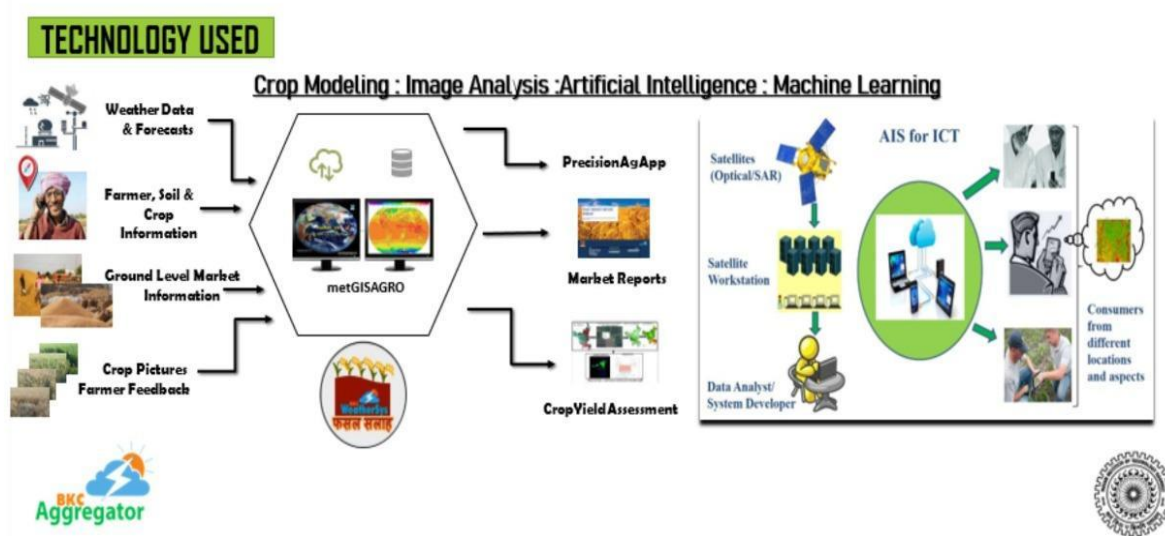 TECHNOLOGY USED
Crop Modeling : Image Analysis :Artificial Intelligence : Machine Learning
Weather Data
& Forecasts
Farmer, Soil &
Crop
Information
Ground Level Market
Information
Crop Pictures
Farmer Feedback
metGISAGRO
BKC
WeatherSys
फसल सलाह
PrecisionAgApp
Market Reports
CropYield Assessment
AIS for ICT
Satellites
(Optical/SAR)
Satellite
Workstation
Data Analyst/
System Developer
Consumers
from
different
locations
and aspects
BKC
Aggregator